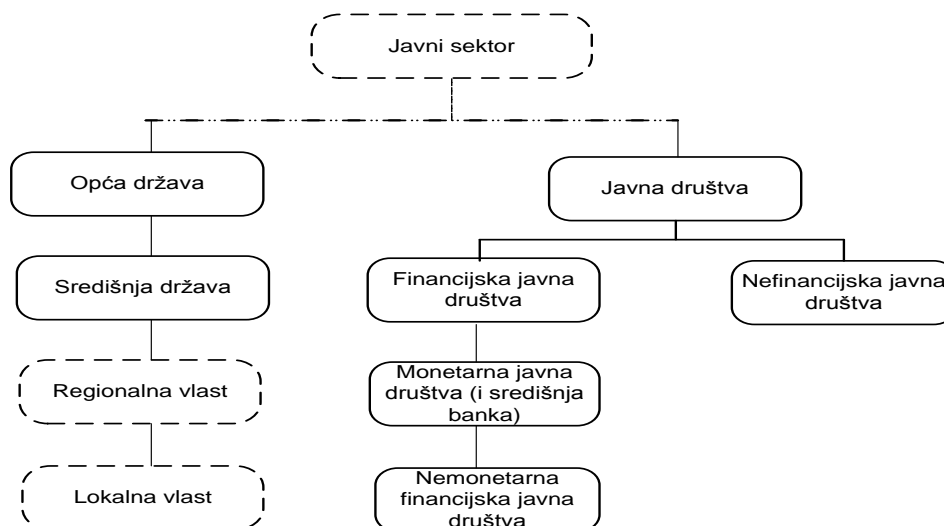 Javni sektor
Opća država
Javna društva
Središnja država
Financijska javna
društva
Nefinancijska javna
društva
Regionalna vlast
Monetarna javna
društva (i središnja
banka)
Lokalna vlast
Nemonetarna
financijska javna
društva